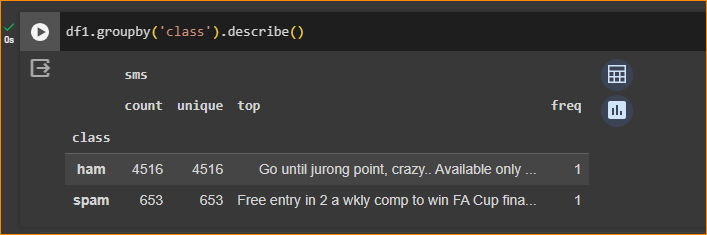 df1.groupby('class').describe()
0s
sms
count unique top freq
class
ham 4516 4516 Go until jurong point, crazy.. Available only ... 1
spam 653 653 Free entry in 2 a wkly comp to win FA Cup fina... 1